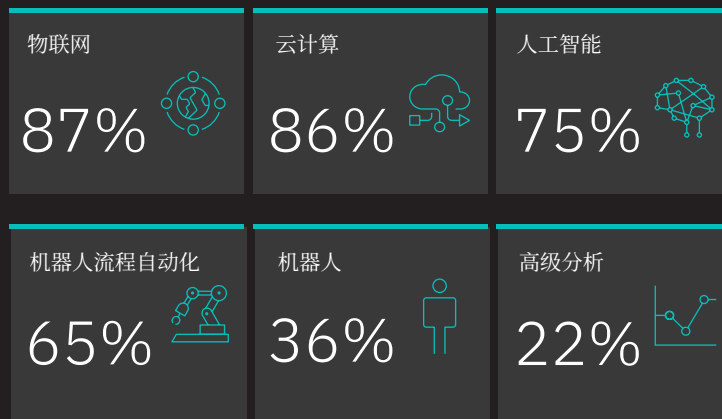 物联网
87%
云计算
86%
人工智能
75%
机器人流程自动化
65%
机器人
36%
高级分析
22%